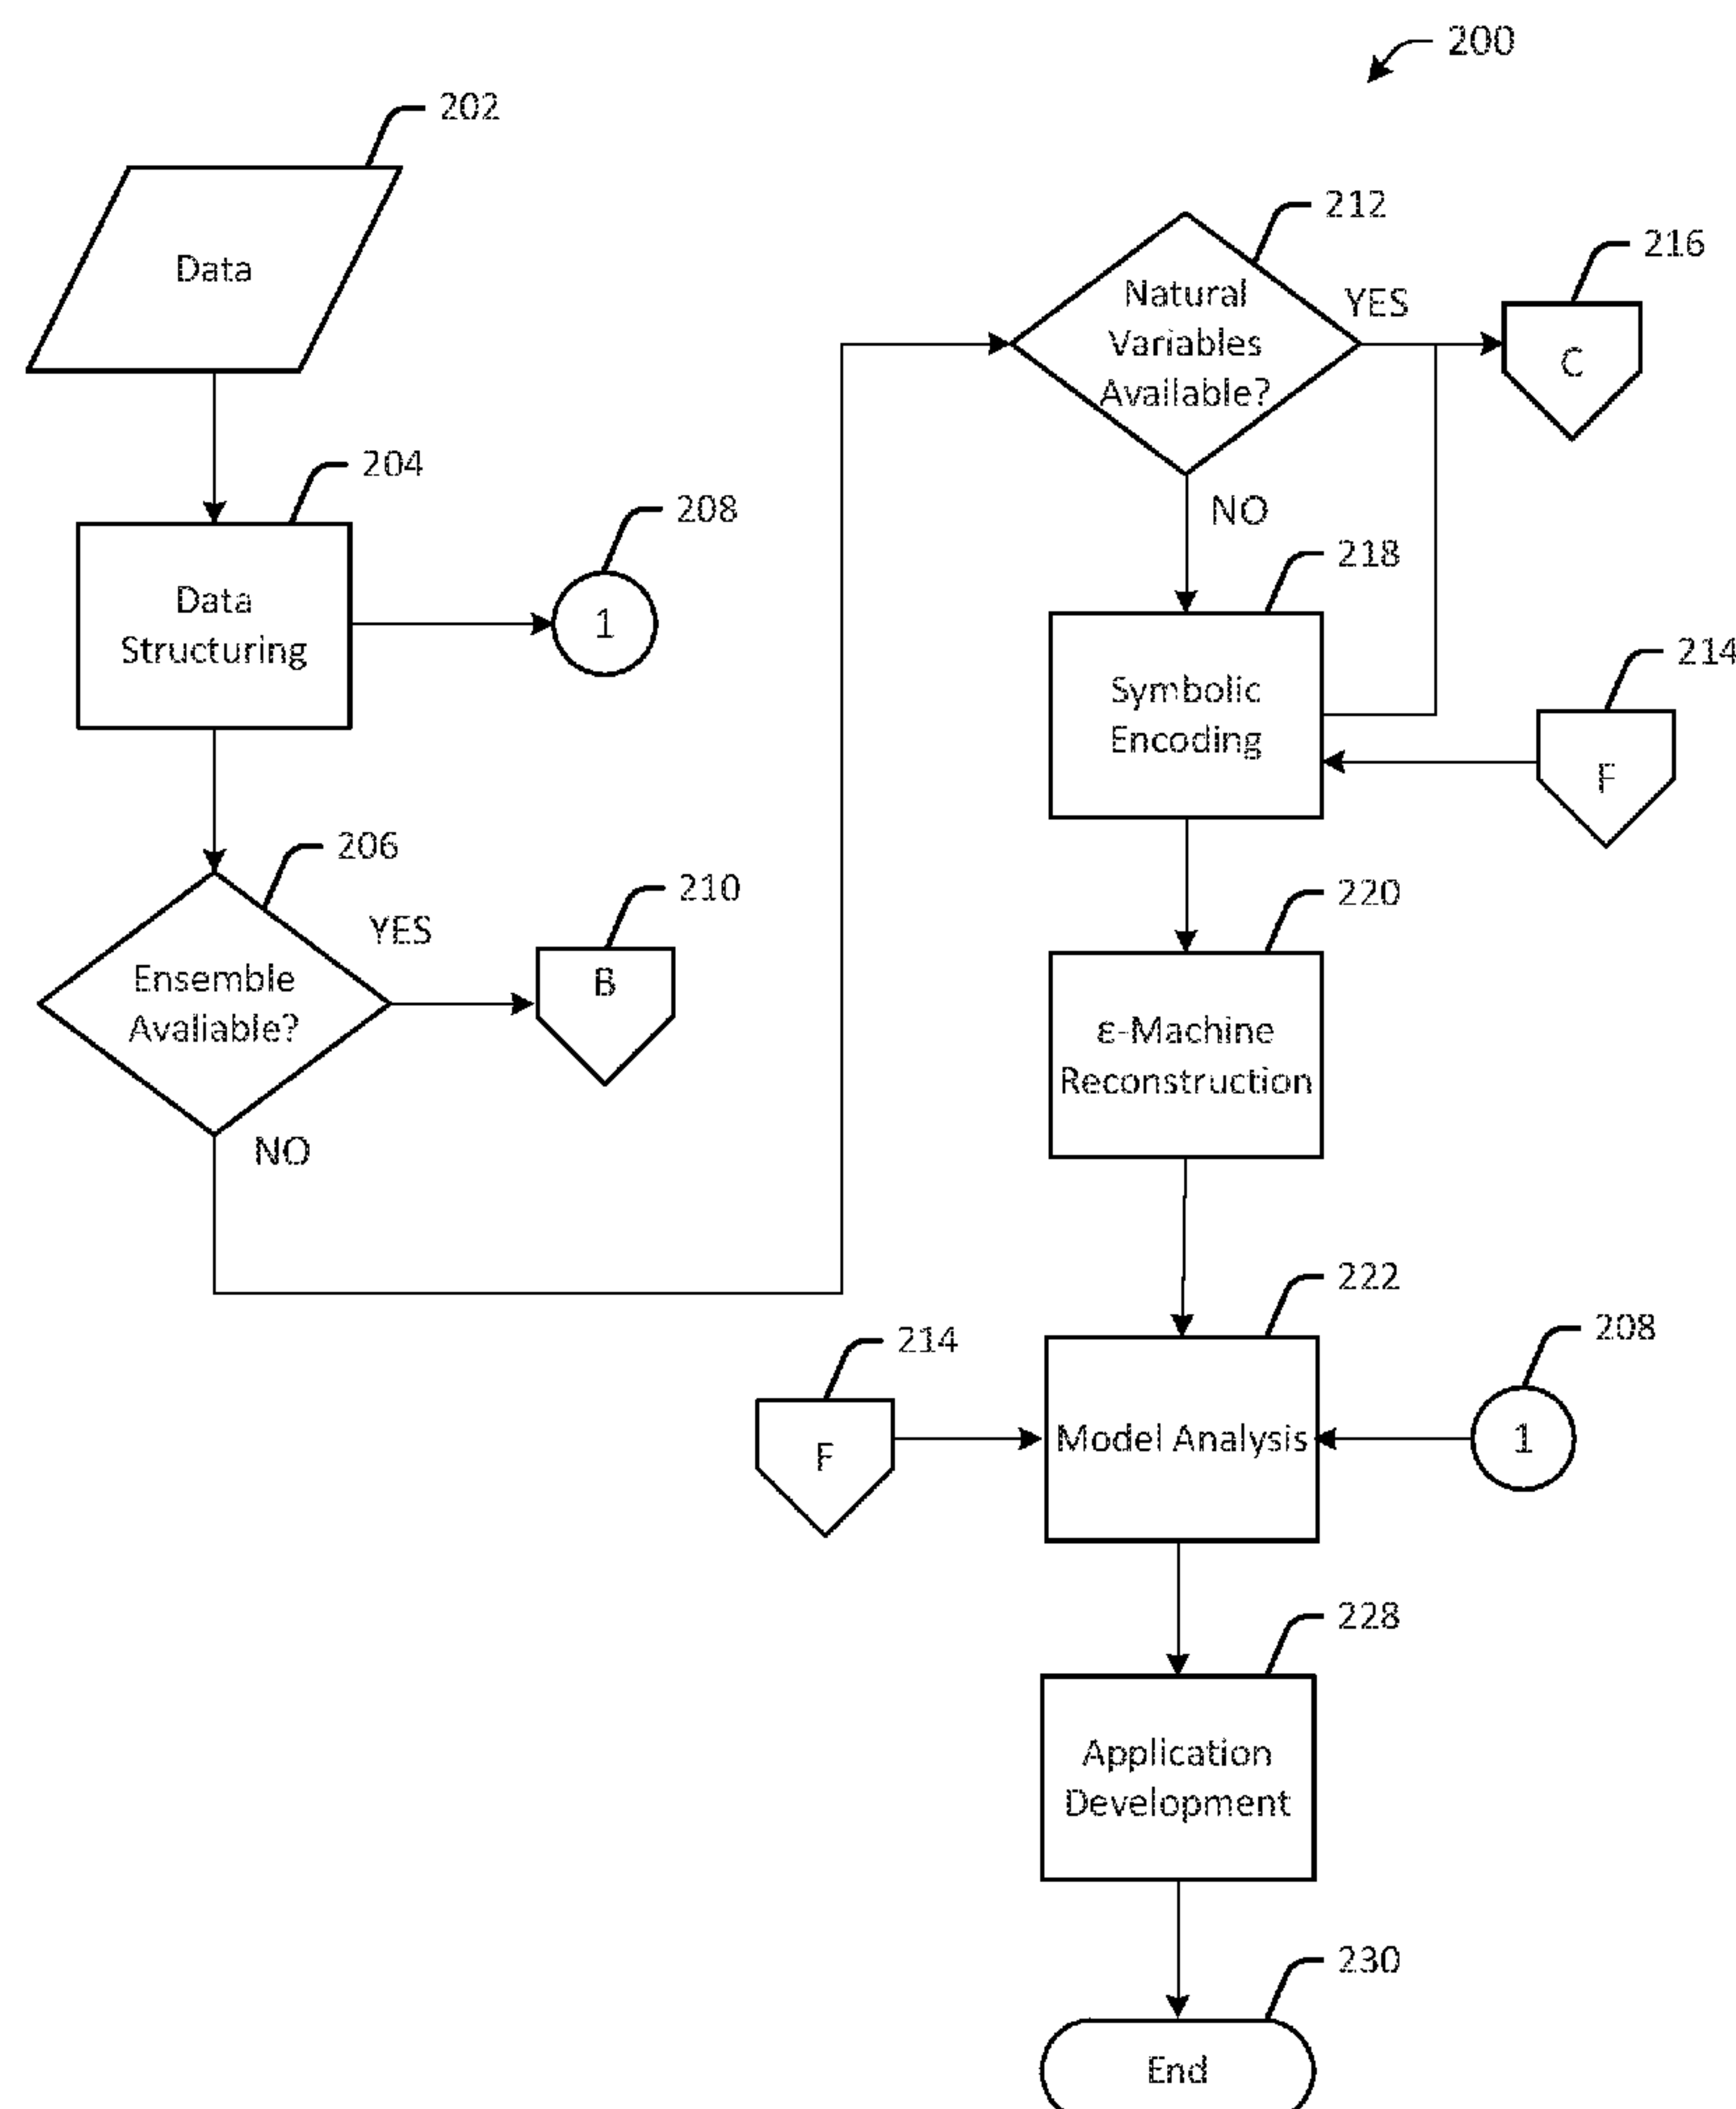 200
202
Data
204
Data
Structuring
208
1
206
Ensemble
Avaliable?
YES
NO
210
B
212
Natural
Variables
Available?
YES
NO
216
C
218
Symbolic
Encoding
214
F
220
ε-Machine
Reconstruction
222
Model Analysis
214
F
208
1
228
Application
Development
230
End